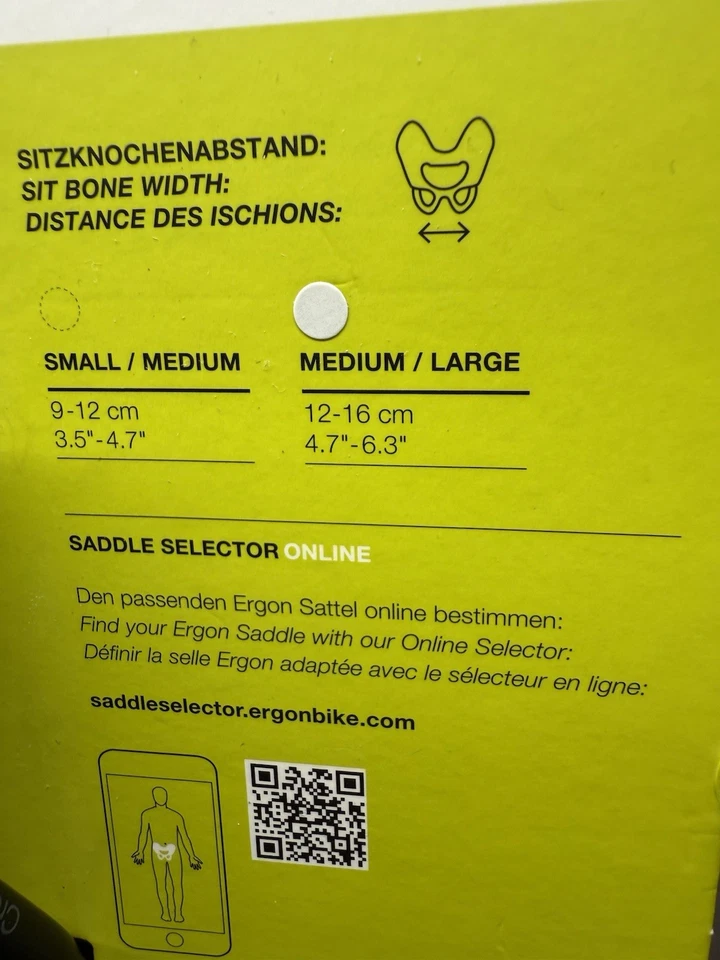 SITZKNOCHENABSTAND:
SIT BONE WIDTH:
DISTANCE DES ISCHIONS:
SMALL / MEDIUM
9-12 cm
3.5"-4.7"
MEDIUM / LARGE
12-16 cm
4.7"-6.3"
SADDLE SELECTOR ONLINE
Den passenden Ergon Sattel online bestimmen:
Find your Ergon Saddle with our Online Selector:
Définir la selle Ergon adaptée avec le sélecteur en ligne:
saddleselector.ergonbike.com